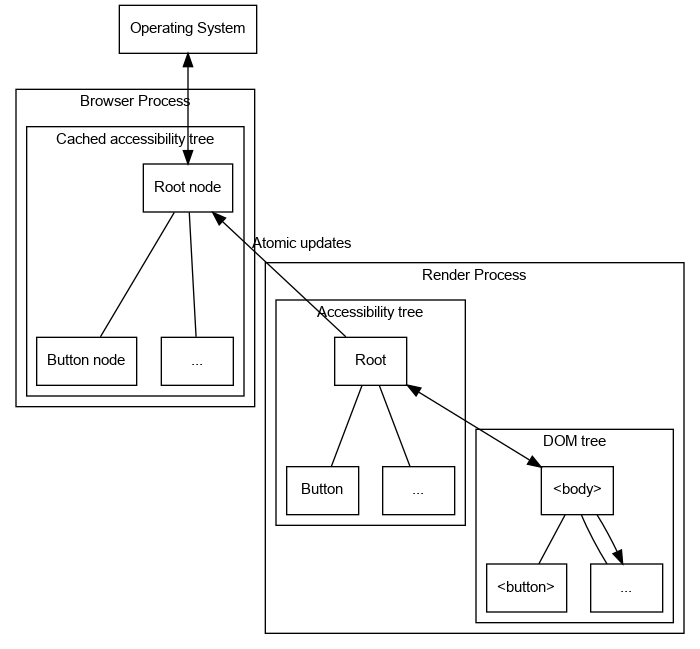 Operating System
Browser Process
Cached accessibility tree
Root node
Atomic updates
Render Process
Accessibility tree
Button node
...
Root
DOM tree
Button
...
<body>
<button>
...